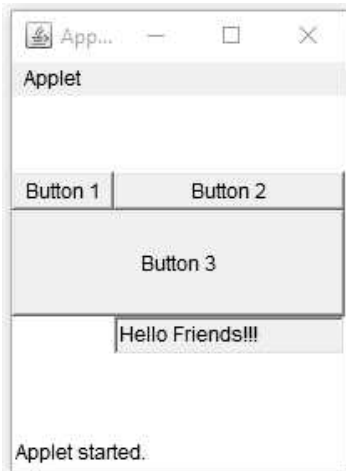 App...
Applet
Button 1 Button 2
Button 3
Hello Friends!!!
Applet started.